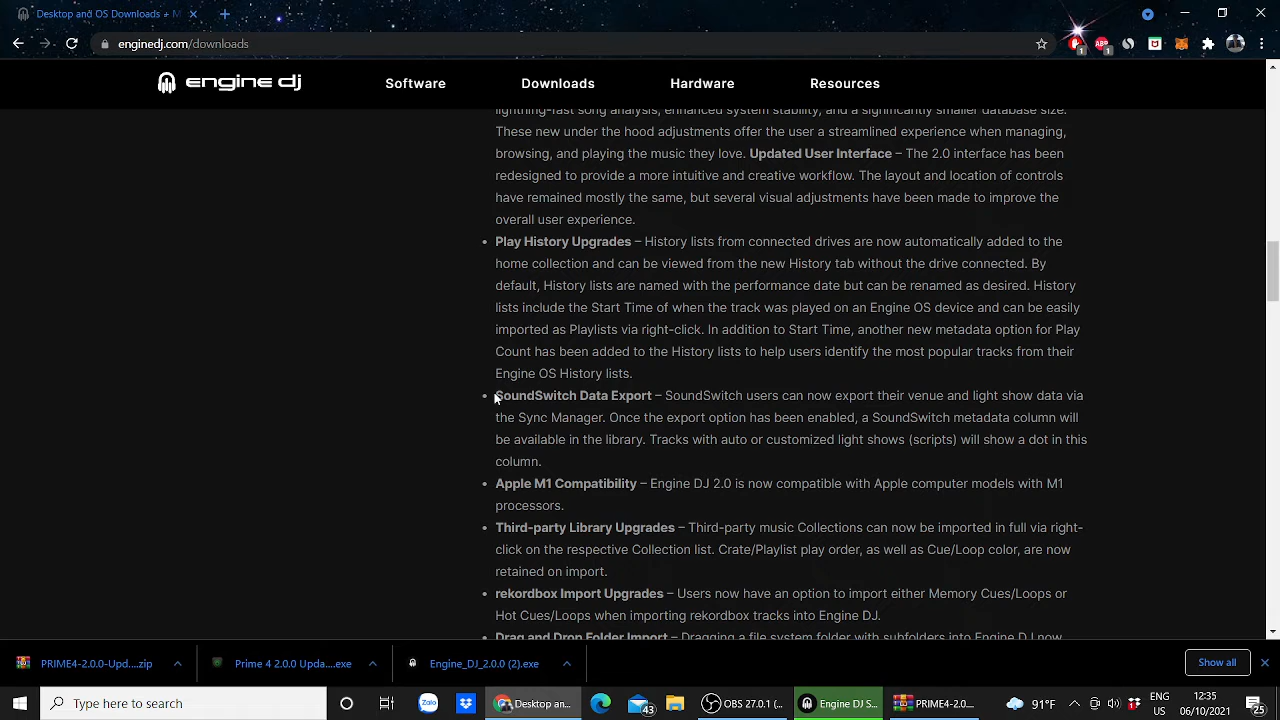 Desktop and OS Downloads – M
enginedj.com/downloads
1
1
engine dj
Software
Downloads
Hardware
Resources
lightning-fast song analysis, enhanced system stability, and a significantly smaller database size.
These new under the hood adjustments offer the user a streamlined experience when managing,
browsing, and playing the music they love. Updated User Interface – The 2.0 interface has been
redesigned to provide a more intuitive and creative workflow. The layout and location of controls
have remained mostly the same, but several visual adjustments have been made to improve the
overall user experience.
• Play History Upgrades – History lists from connected drives are now automatically added to the
home collection and can be viewed from the new History tab without the drive connected. By
default, History lists are named with the performance date but can be renamed as desired. History
lists include the Start Time of when the track was played on an Engine OS device and can be easily
imported as Playlists via right-click. In addition to Start Time, another new metadata option for Play
Count has been added to the History lists to help users identify the most popular tracks from their
Engine OS History lists.
• SoundSwitch Data Export – SoundSwitch users can now export their venue and light show data via
the Sync Manager. Once the export option has been enabled, a SoundSwitch metadata column will
be available in the library. Tracks with auto or customized light shows (scripts) will show a dot in this
column.
• Apple M1 Compatibility – Engine DJ 2.0 is now compatible with Apple computer models with M1
processors.
• Third-party Library Upgrades – Third-party music Collections can now be imported in full via right-
click on the respective Collection list. Crate/Playlist play order, as well as Cue/Loop color, are now
retained on import.
• rekordbox Import Upgrades – Users now have an option to import either Memory Cues/Loops or
Hot Cues/Loops when importing rekordbox tracks into Engine DJ.
• Drag and Drop Folder Import – Dragging a file system folder with subfolders into Engine DJ now
PRIME4-2.0.0-Upd....zip
Prime 4 2.0.0 Upda....exe
Engine_DJ_2.0.0 (2).exe
Show all
Type here to search
Zalo
Desktop an...
43
OBS 27.0.1 (...
Engine DJ S...
PRIME4-2.0...
91°F
ENG
US
12:35
06/10/2021
2